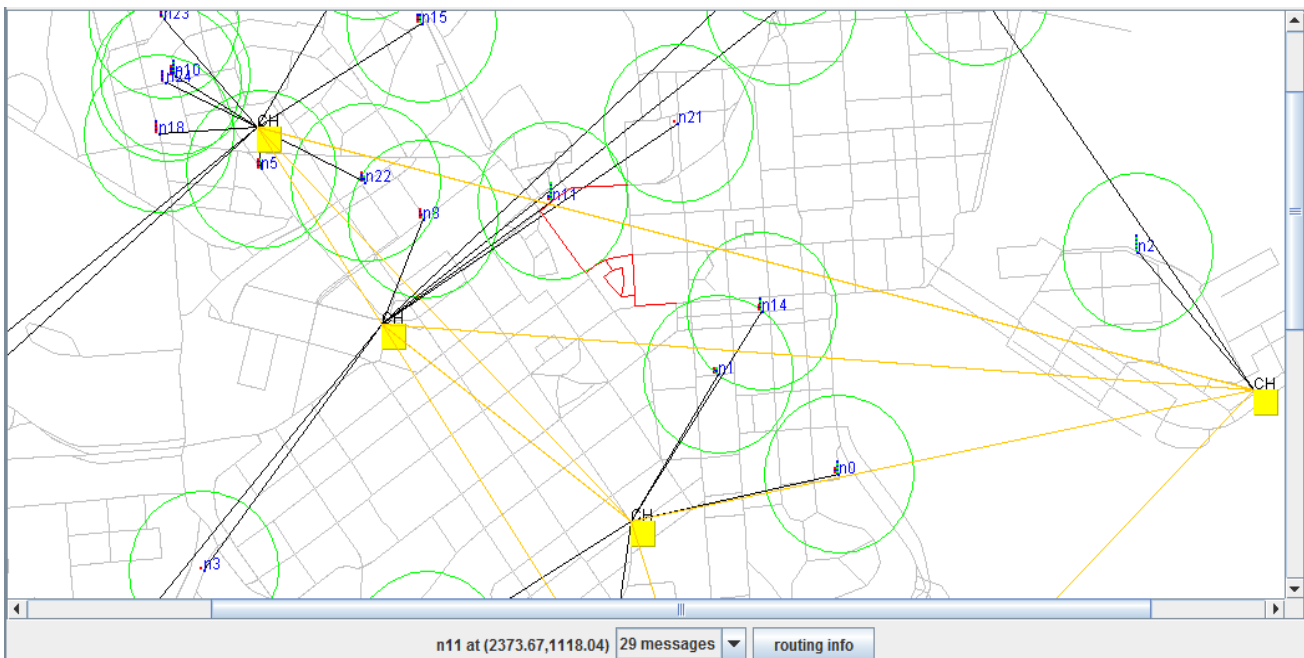 n23
n15
n10
n24
CH
n18
n21
n5
n22
n11
n8
n2
n14
CH
n1
CH
n0
CH
n3
n11 at (2373.67,1118.04) 29 messages routing info